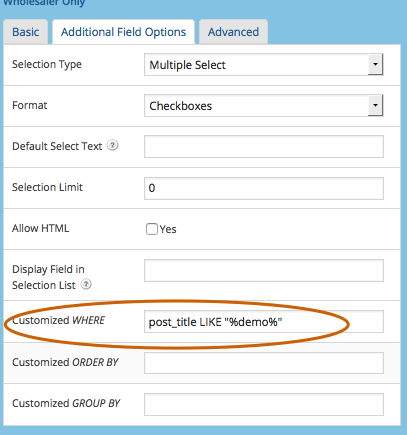 Wholesaler Only
Basic Additional Field Options Advanced
Selection Type Multiple Select
Format Checkboxes
Default Select Text ?
Selection Limit 0
Allow HTML Yes
Display Field in
Selection List ?
Customized WHERE post_title LIKE "%demo%"
Customized ORDER BY
Customized GROUP BY